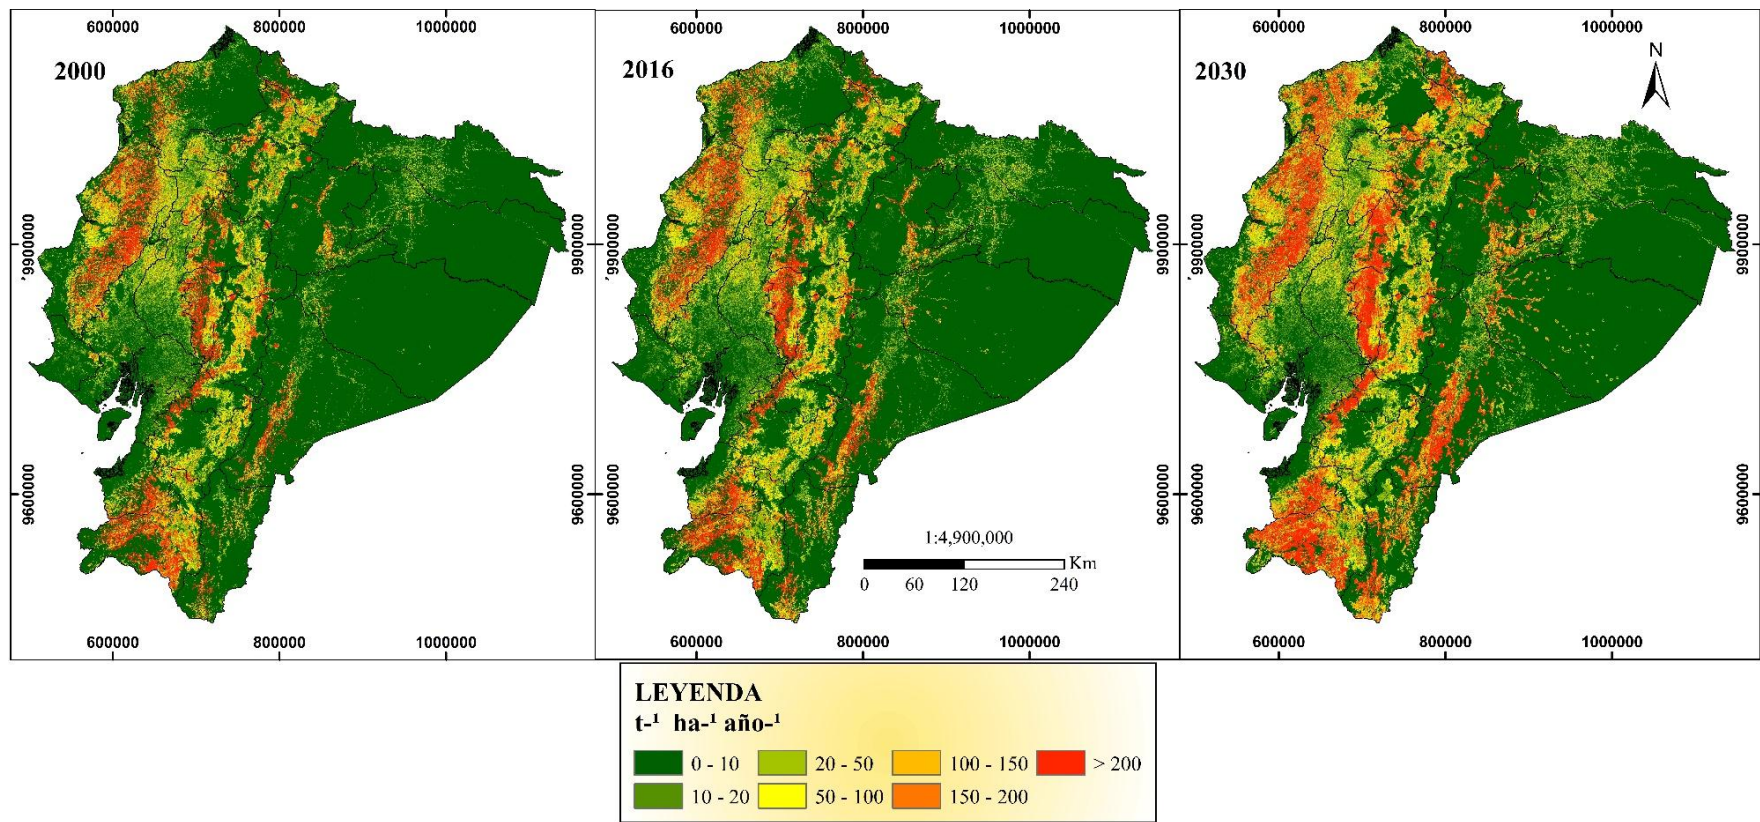 600000 800000 1000000 600000 800000 1000000 600000 800000 1000000
2000 2016 2030 N
9900000 9900000 9900000 9900000
9600000 9600000 9600000 9600000
1:4,900,000
Km
0 60 120 240
600000 800000 1000000 600000 800000 1000000 600000 800000 1000000
LEYENDA
t-¹ ha-¹ año-¹
0 - 10 20 - 50 100 - 150 > 200
10 - 20 50 - 100 150 - 200